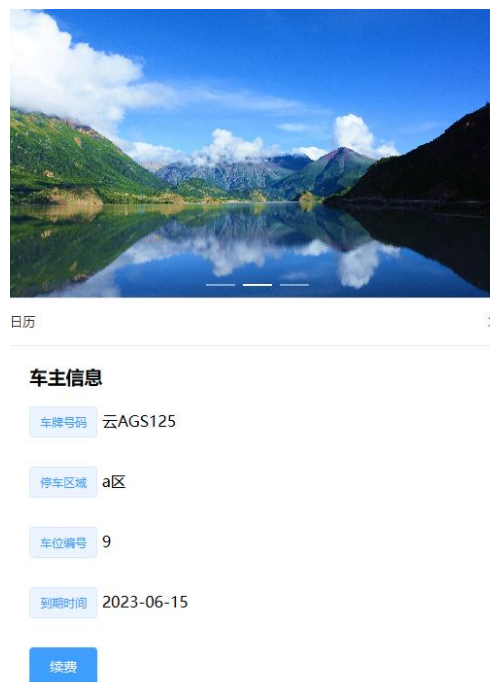 日历
车主信息
车牌号码 云AGS125
停车区域 a区
车位编号 9
到期时间 2023-06-15
续费